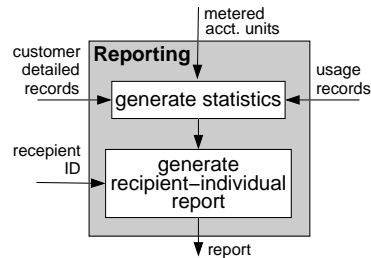 metered
acct. units
customer
detailed
records
Reporting
usage
records
generate statistics
recepient
ID
generate
recipient–individual
report
report